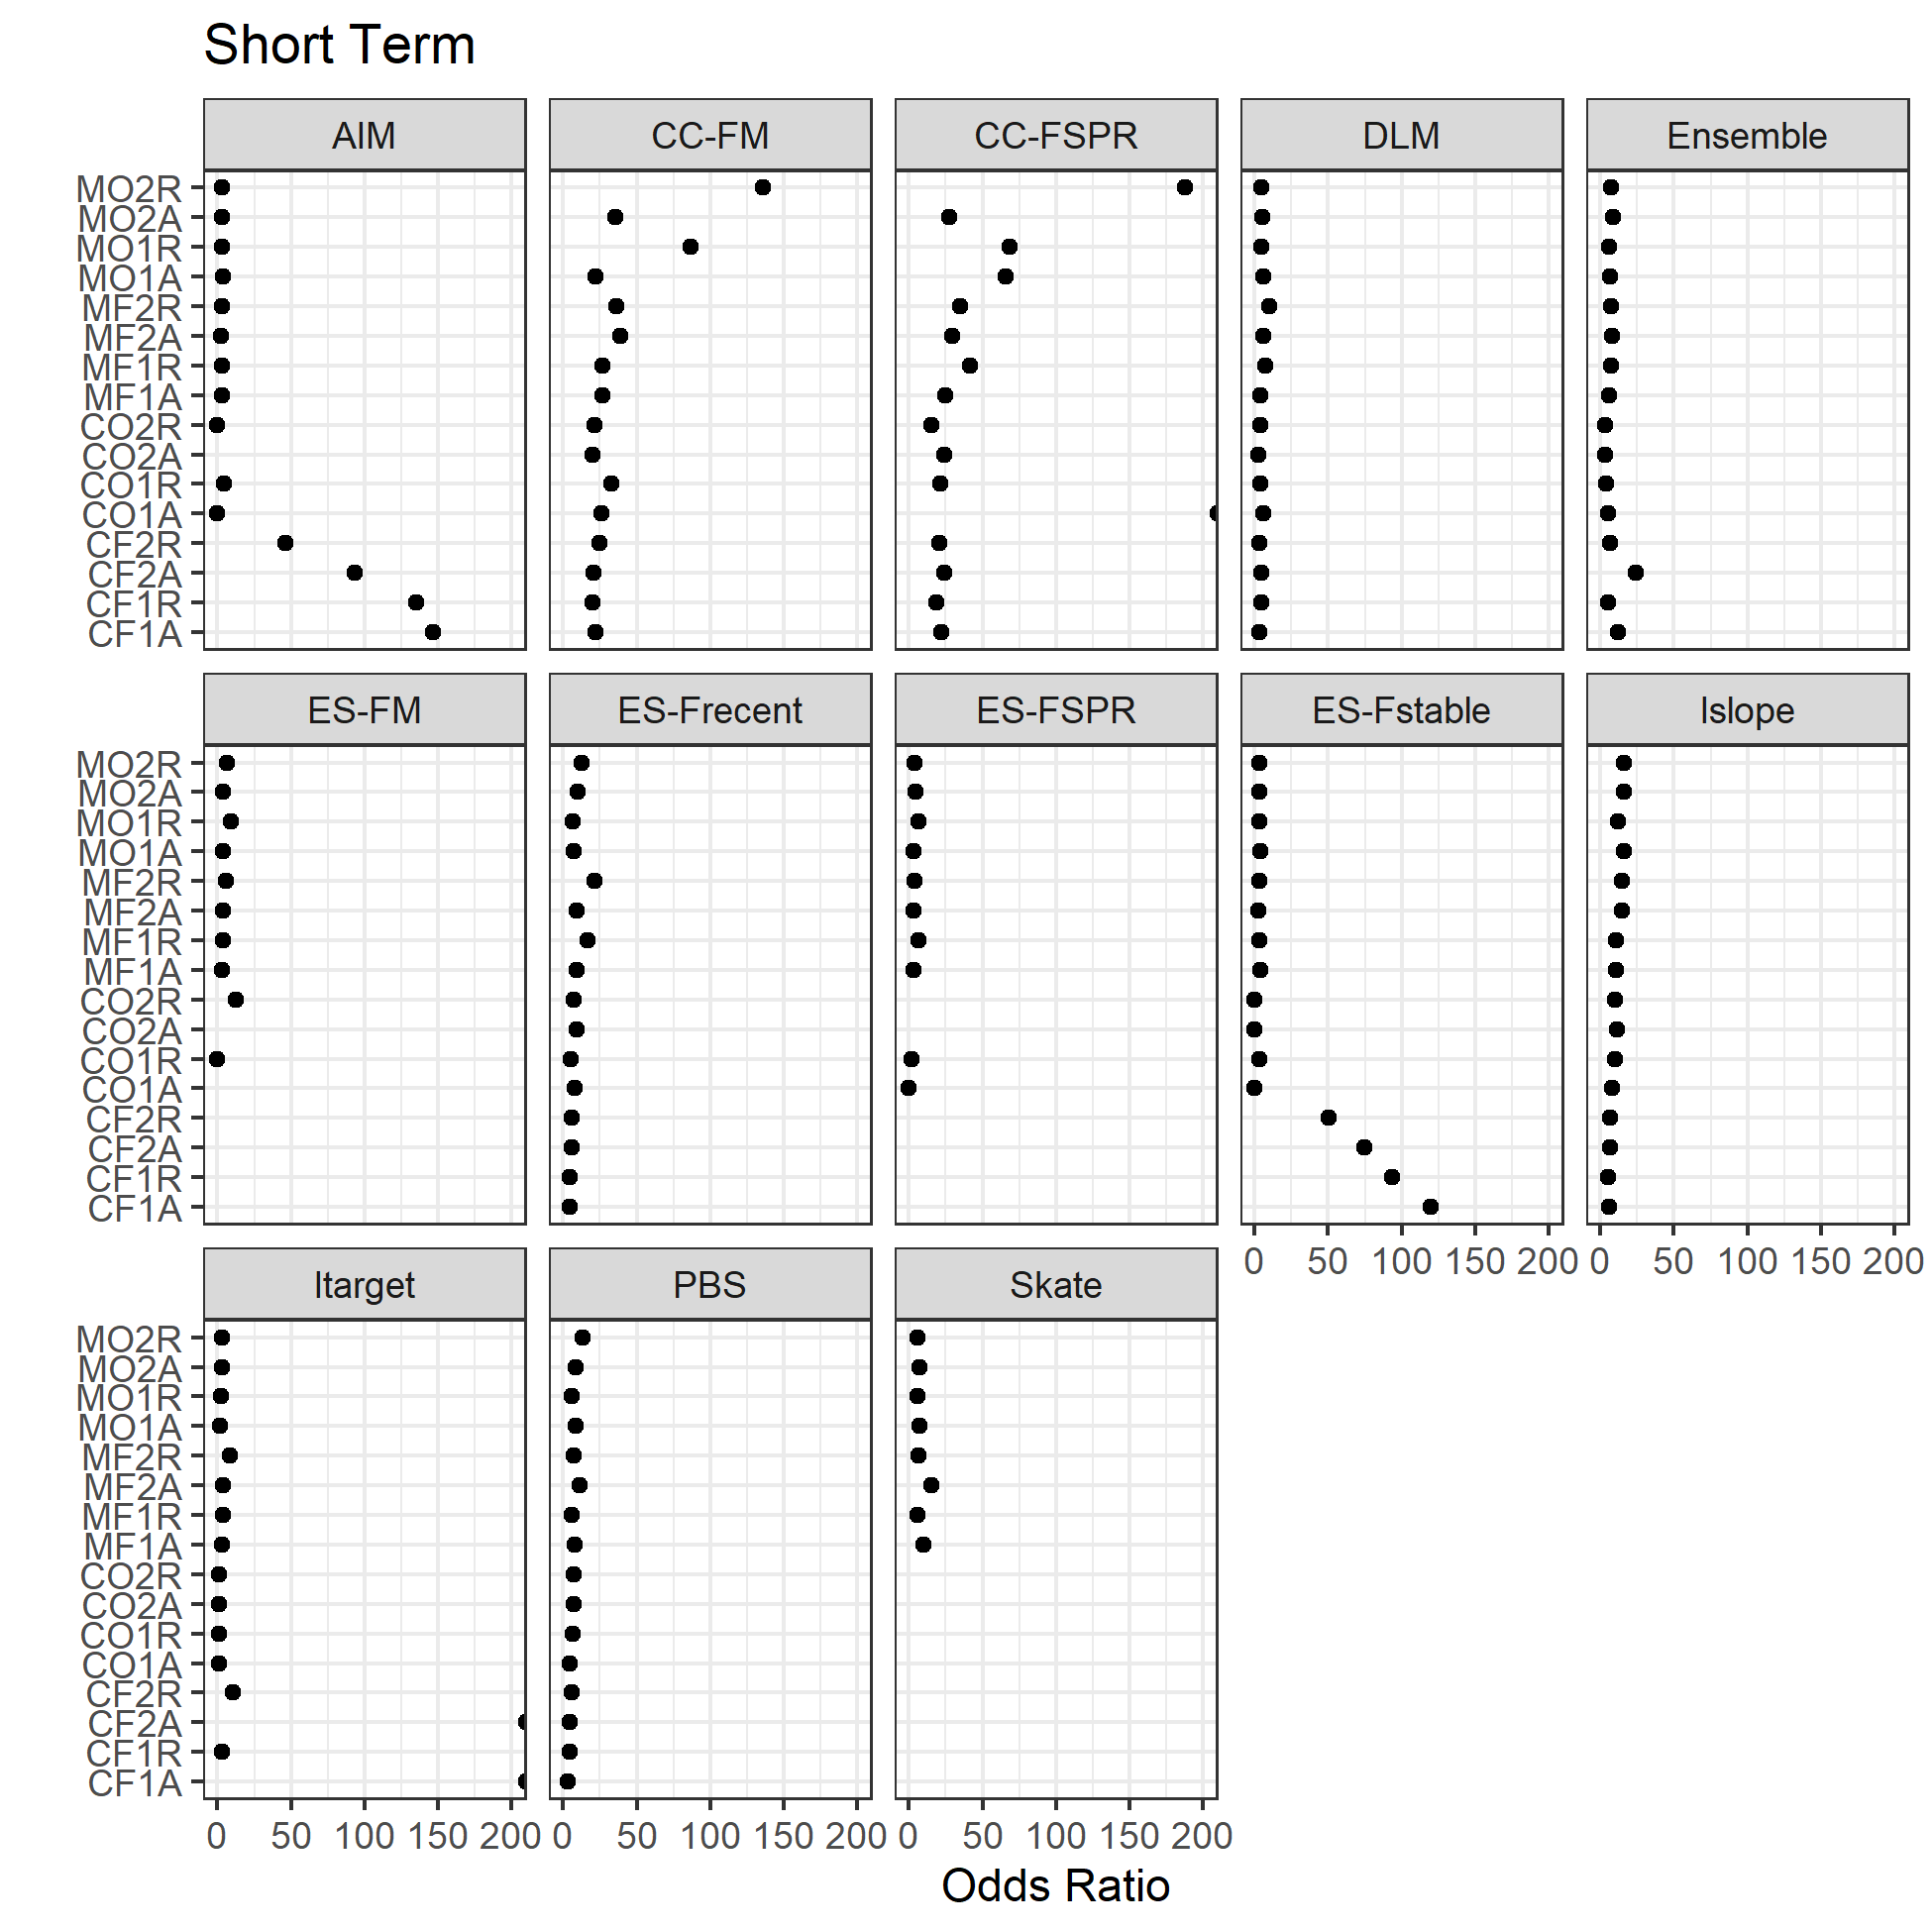 Short Term
AIM CC-FM CC-FSPR DLM Ensemble
MO2R
MO2A
MO1R
MO1A
MF2R
MF2A
MF1R
MF1A
CO2R
CO2A
CO1R
CO1A
CF2R
CF2A
CF1R
CF1A
ES-FM ES-Frecent ES-FSPR ES-Fstable Islope
MO2R
MO2A
MO1R
MO1A
MF2R
MF2A
MF1R
MF1A
CO2R
CO2A
CO1R
CO1A
CF2R
CF2A
CF1R
CF1A
0 50 100 150 200 0 50 100 150 200
Itarget PBS Skate
MO2R
MO2A
MO1R
MO1A
MF2R
MF2A
MF1R
MF1A
CO2R
CO2A
CO1R
CO1A
CF2R
CF2A
CF1R
CF1A
0 50 100 150 200 0 50 100 150 200 0 50 100 150 200
Odds Ratio